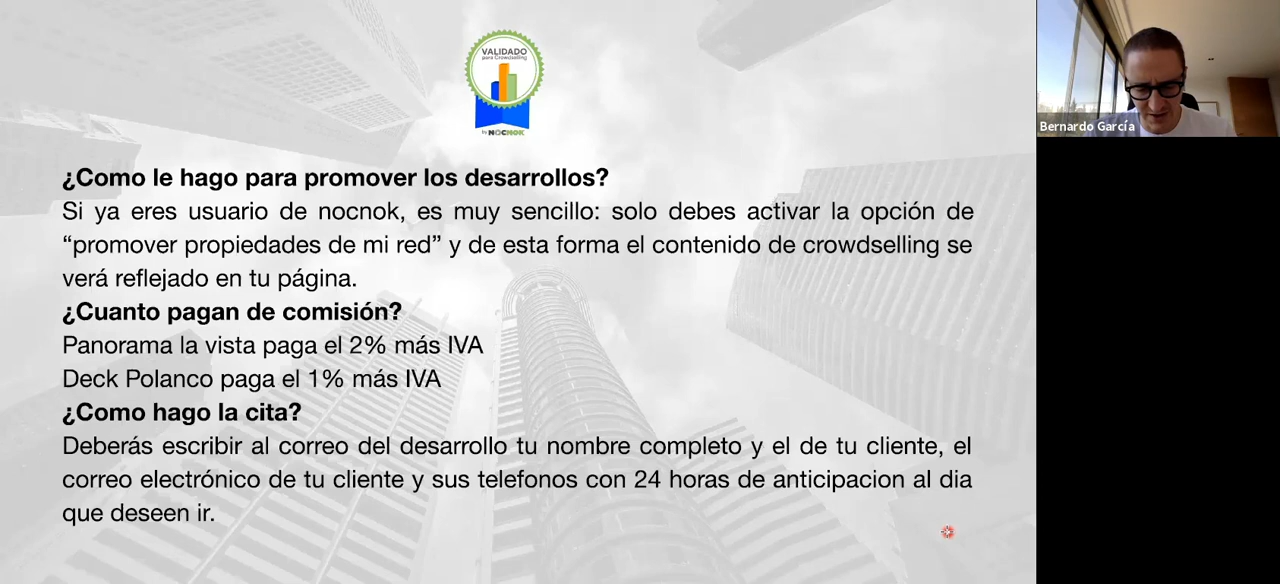 VALIDADO
para Crowdselling
by NOCNOK
¿Como le hago para promover los desarrollos?
Si ya eres usuario de nocnok, es muy sencillo: solo debes activar la opción de
“promover propiedades de mi red” y de esta forma el contenido de crowdselling se
verá reflejado en tu página.
¿Cuanto pagan de comisión?
Panorama la vista paga el 2% más IVA
Deck Polanco paga el 1% más IVA
¿Como hago la cita?
Deberás escribir al correo del desarrollo tu nombre completo y el de tu cliente, el
correo electrónico de tu cliente y sus telefonos con 24 horas de anticipacion al dia
que deseen ir.
Bernardo García